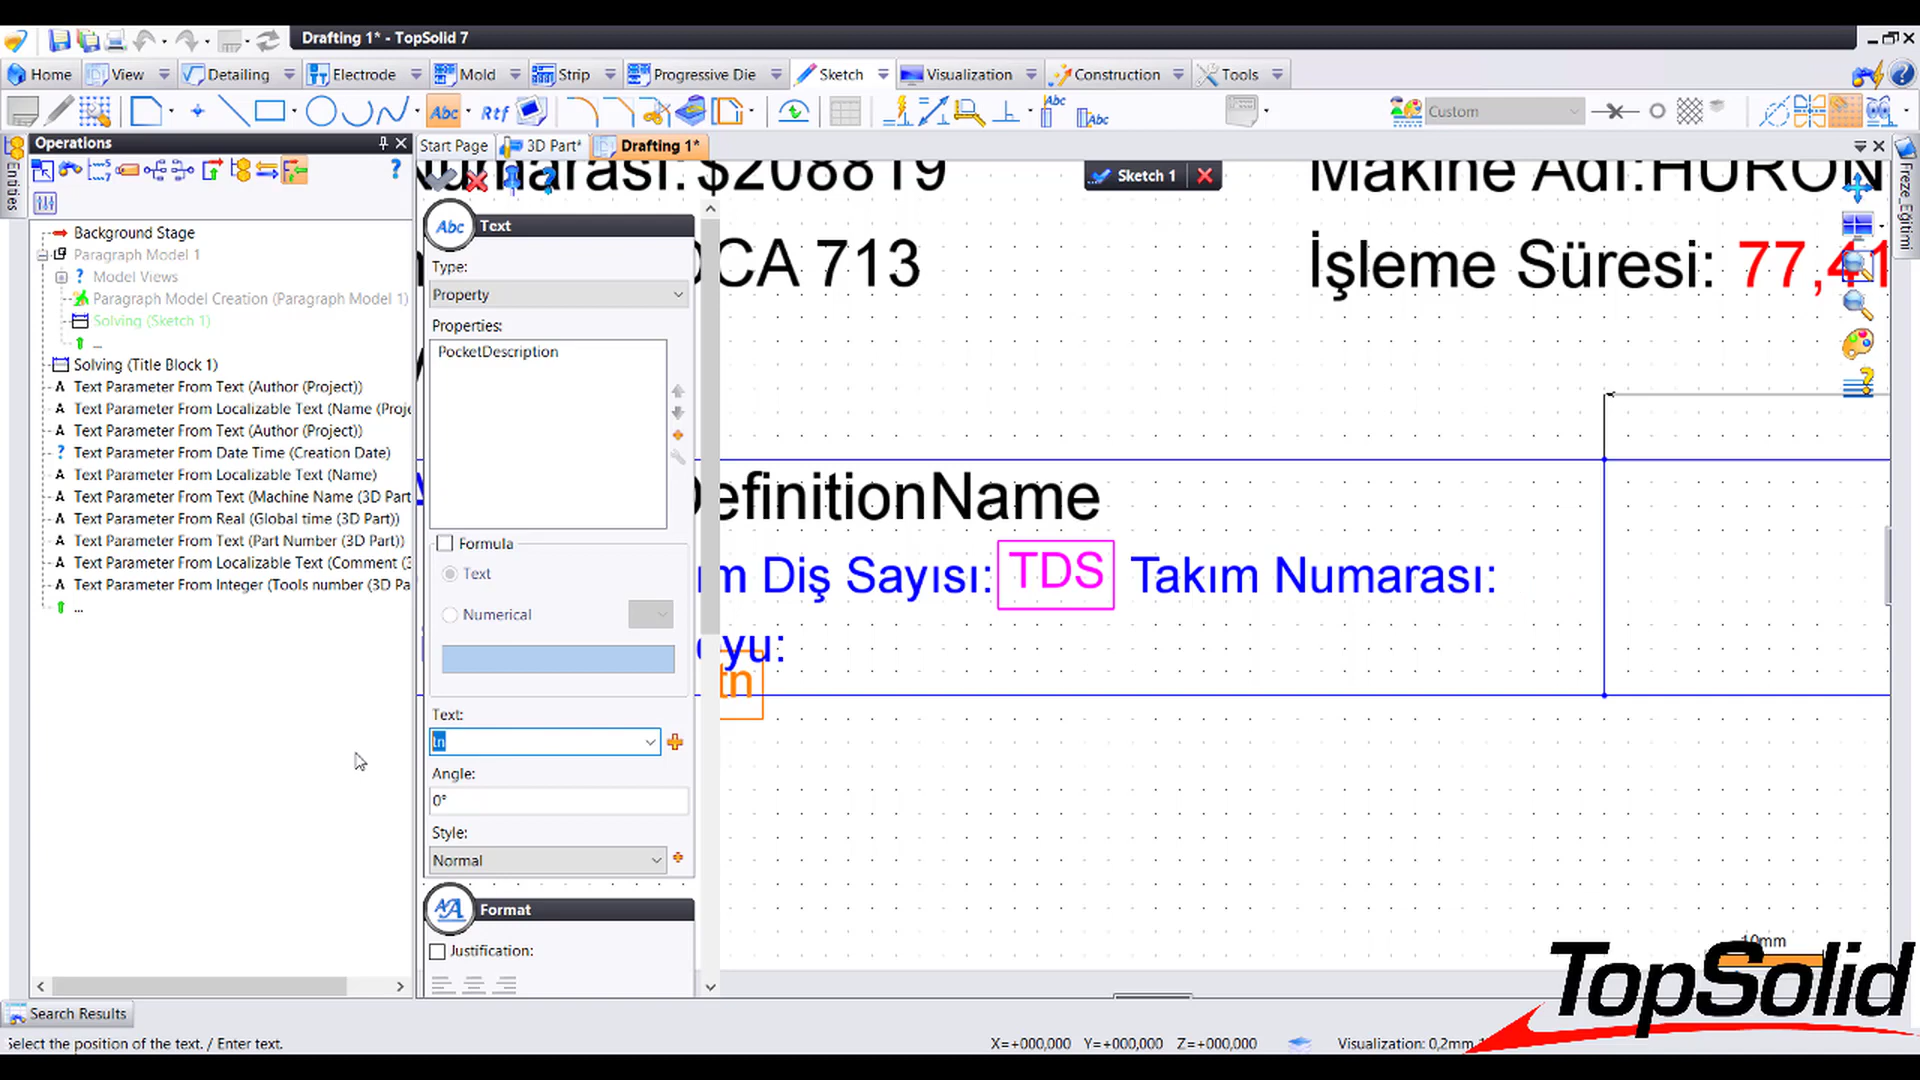 Drafting 1* - TopSolid 7
Home View Detailing Electrode Mold Strip Progressive Die Sketch Visualization Construction Tools
Abc Rtf Abc Abc Custom
Operations
Start Page 3D Part* Drafting 1*
Entities
Freze_Eğitimi
Sketch 1
$208819
Makine Adı:HURON
CA 713
İşleme Süresi: 77,41
Background Stage
Paragraph Model 1
Model Views
Paragraph Model Creation (Paragraph Model 1)
Solving (Sketch 1)
...
Solving (Title Block 1)
Text Parameter From Text (Author (Project))
Text Parameter From Localizable Text (Name (Proje
Text Parameter From Text (Author (Project))
Text Parameter From Date Time (Creation Date)
Text Parameter From Localizable Text (Name)
Text Parameter From Text (Machine Name (3D Part
Text Parameter From Real (Global time (3D Part))
Text Parameter From Text (Part Number (3D Part))
Text Parameter From Localizable Text (Comment (3
Text Parameter From Integer (Tools number (3D Pa
...
Abc Text
Type:
Property
Properties:
PocketDescription
Formula
Text
Numerical
Text:
tn
Angle:
0°
Style:
Normal
Format
Justification:
efinitionName
m Diş Sayısı: TDS Takım Numarası:
oyu:
tn
10mm
TopSolid
Search Results
Select the position of the text. / Enter text.
X=+000,000 Y=+000,000 Z=+000,000
Visualization: 0,2mm